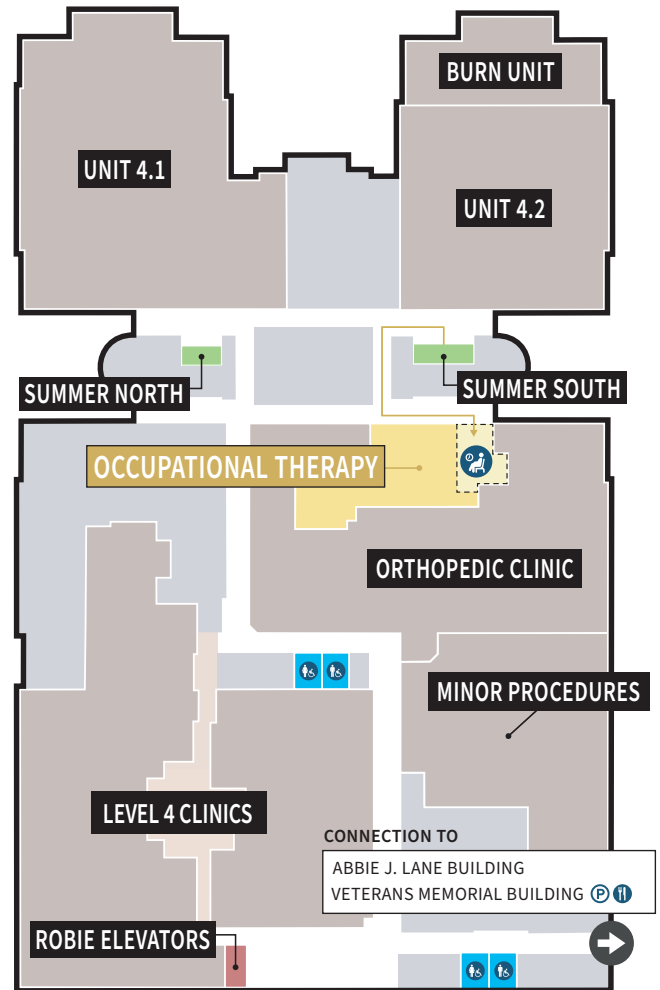 BURN UNIT
UNIT 4.1
UNIT 4.2
SUMMER NORTH
SUMMER SOUTH
OCCUPATIONAL THERAPY
ORTHOPEDIC CLINIC
MINOR PROCEDURES
LEVEL 4 CLINICS
CONNECTION TO
ABBIE J. LANE BUILDING
VETERANS MEMORIAL BUILDING P
ROBIE ELEVATORS